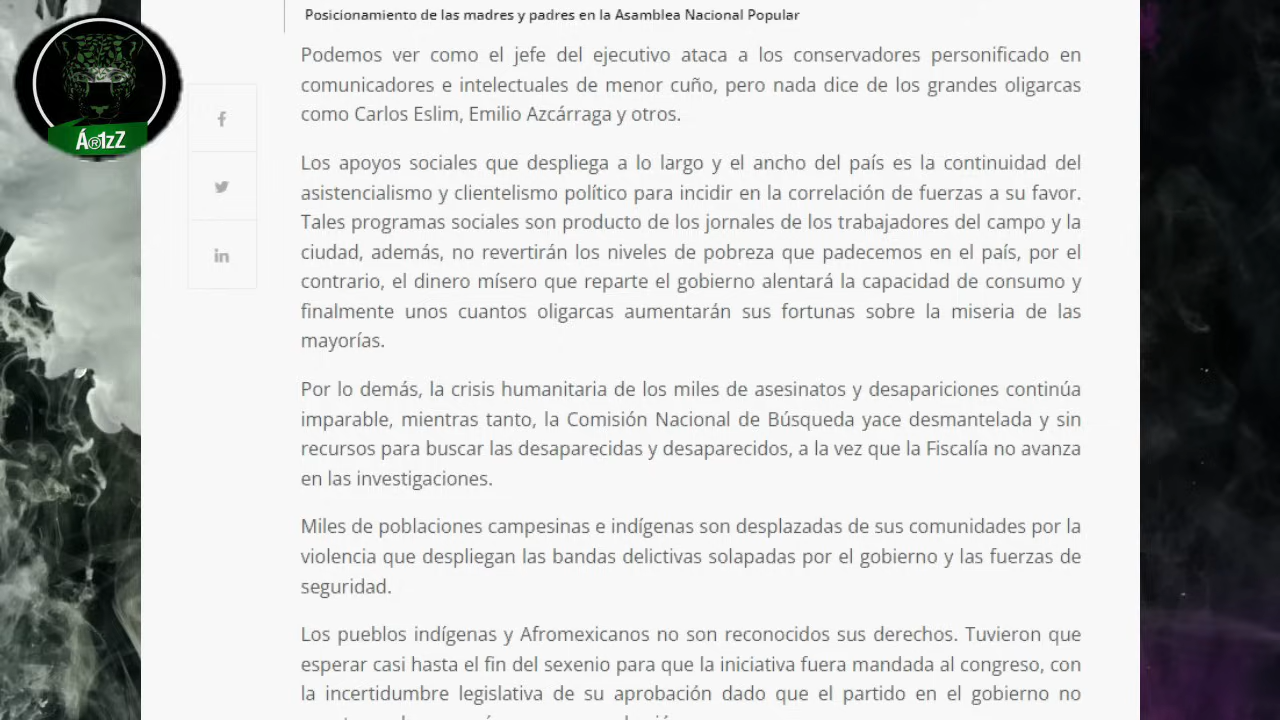 Posicionamiento de las madres y padres en la Asamblea Nacional Popular
Podemos ver como el jefe del ejecutivo ataca a los conservadores personificado en
comunicadores e intelectuales de menor cuño, pero nada dice de los grandes oligarcas
como Carlos Eslim, Emilio Azcárraga y otros.
Los apoyos sociales que despliega a lo largo y el ancho del país es la continuidad del
asistencialismo y clientelismo político para incidir en la correlación de fuerzas a su favor.
Tales programas sociales son producto de los jornales de los trabajadores del campo y la
ciudad, además, no revertirán los niveles de pobreza que padecemos en el país, por el
contrario, el dinero mísero que reparte el gobierno alentará la capacidad de consumo y
finalmente unos cuantos oligarcas aumentarán sus fortunas sobre la miseria de las
mayorías.
Por lo demás, la crisis humanitaria de los miles de asesinatos y desapariciones continúa
imparable, mientras tanto, la Comisión Nacional de Búsqueda yace desmantelada y sin
recursos para buscar las desaparecidas y desaparecidos, a la vez que la Fiscalía no avanza
en las investigaciones.
Miles de poblaciones campesinas e indígenas son desplazadas de sus comunidades por la
violencia que despliegan las bandas delictivas solapadas por el gobierno y las fuerzas de
seguridad.
Los pueblos indígenas y Afromexicanos no son reconocidos sus derechos. Tuvieron que
esperar casi hasta el fin del sexenio para que la iniciativa fuera mandada al congreso, con
la incertidumbre legislativa de su aprobación dado que el partido en el gobierno no
Á®1zZ